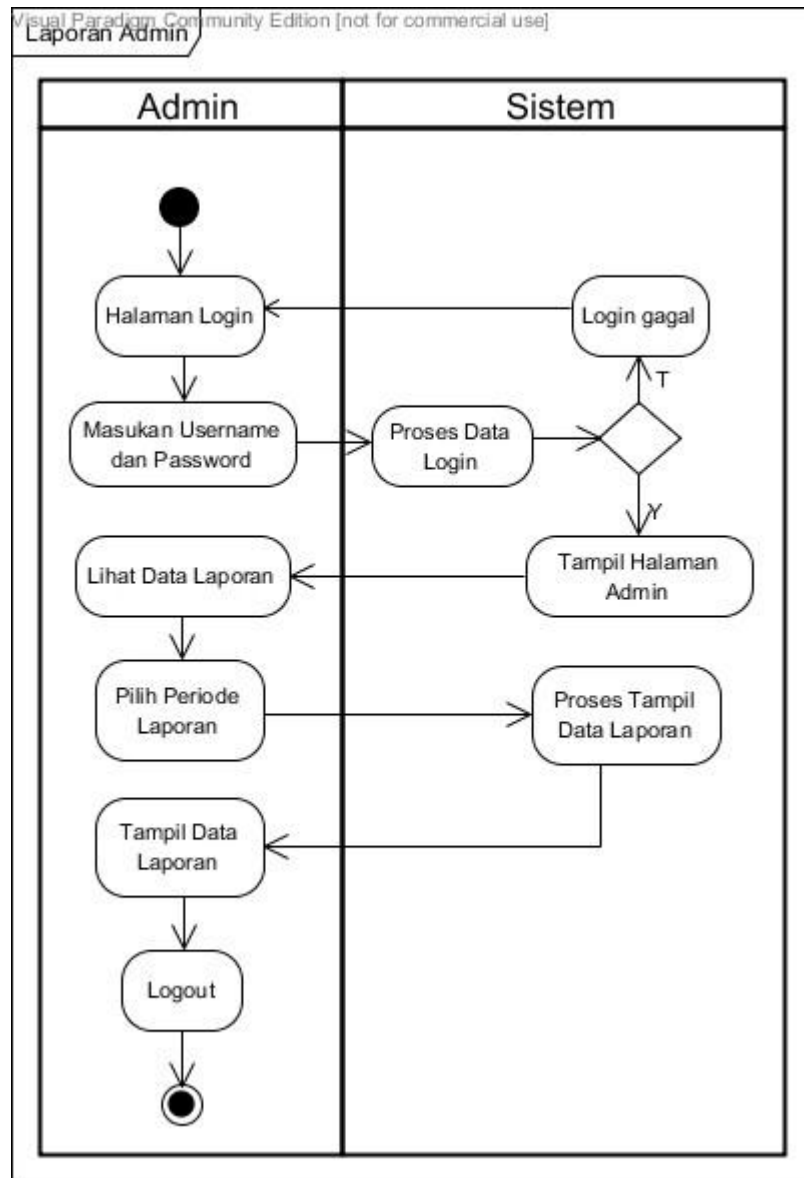 Visual Paradigm Community Edition [not for commercial use]
Laporan Admin
Admin
Sistem
Halaman Login
Login gagal
T
Masukan Username
dan Password
Proses Data
Login
Y
Lihat Data Laporan
Tampil Halaman
Admin
Pilih Periode
Laporan
Proses Tampil
Data Laporan
Tampil Data
Laporan
Logout